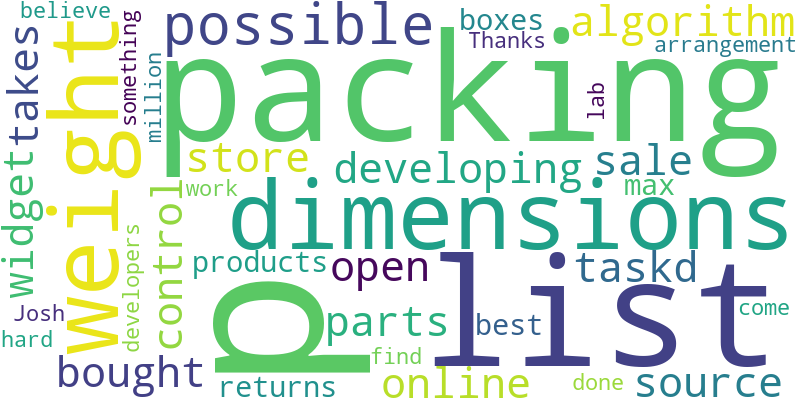 believe
takes
something
million
possible
boxes
Thanks
algorithm
arrangement
weight
packing
lab
widget
store
work
developing
sale
max
control
dimensions
developers
products
open
list
taskd
Josh
hard
p
parts
best
come
bought
returns
find
online
done
source